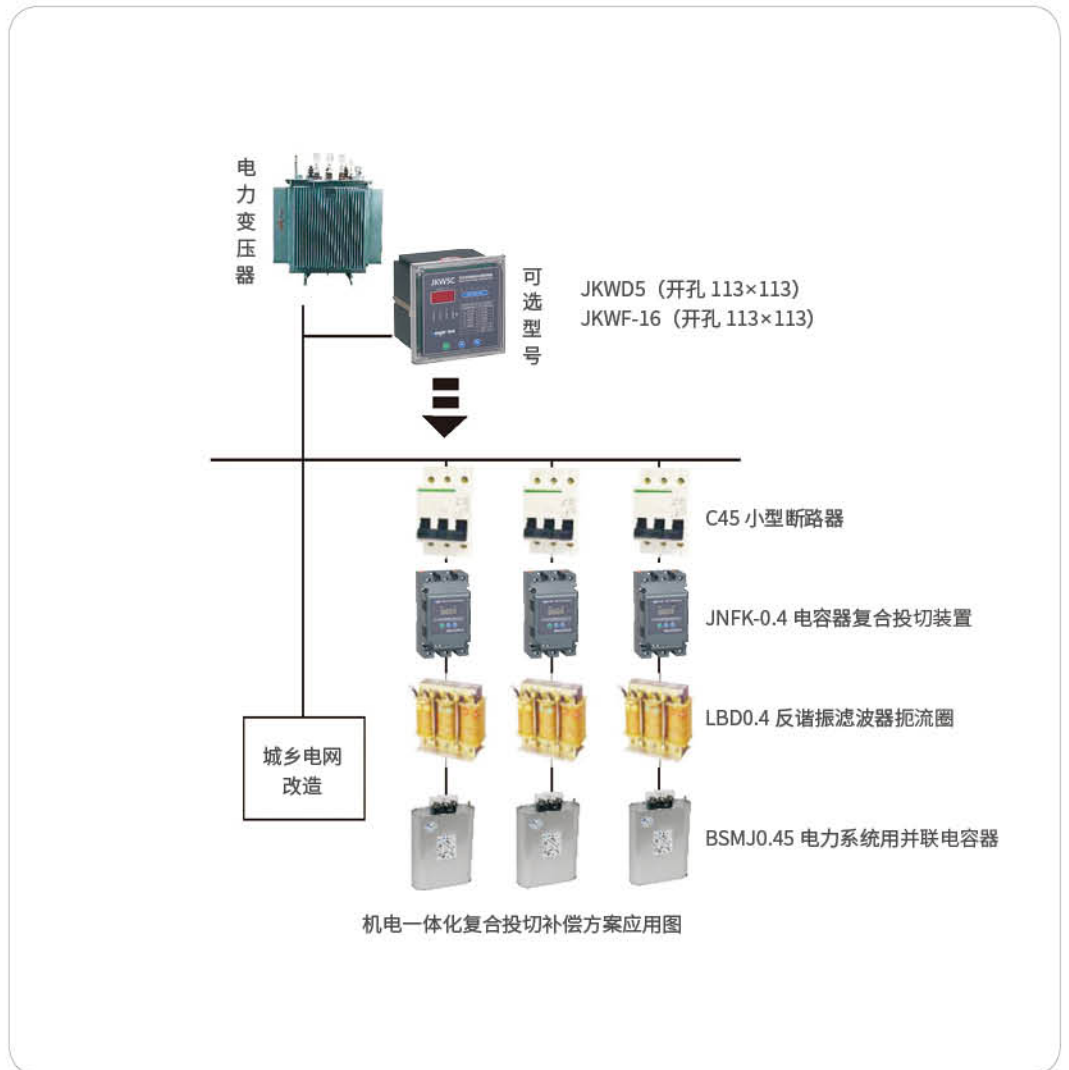 电力变压器
JKW5C
可选型号
JKWD5（开孔 113×113）
JKWF-16（开孔 113×113）
C45 小型断路器
JNFK-0.4 电容器复合投切装置
LBD0.4 反谐振滤波器扼流圈
城乡电网
改造
BSMJ0.45 电力系统用并联电容器
机电一体化复合投切补偿方案应用图